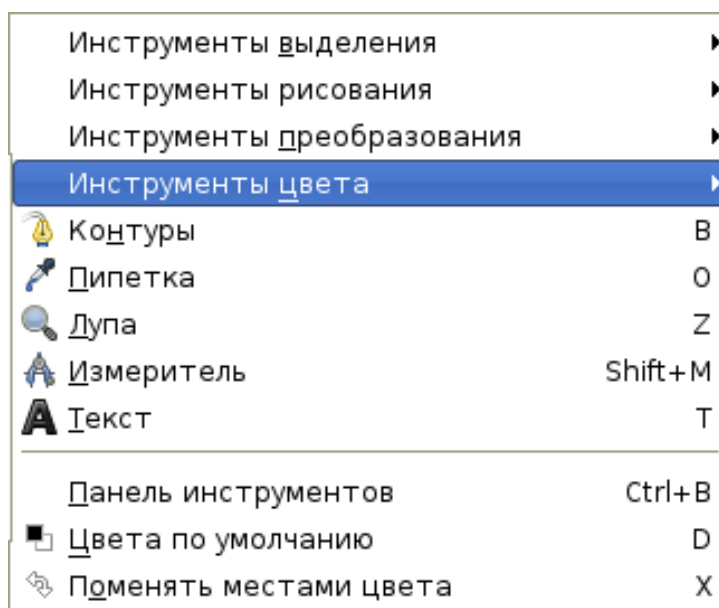 Инструменты выделения
Инструменты рисования
Инструменты преобразования
Инструменты цвета
Контуры B
Пипетка O
Лупа Z
Измеритель Shift+M
Текст T
Панель инструментов Ctrl+B
Цвета по умолчанию D
Поменять местами цвета X